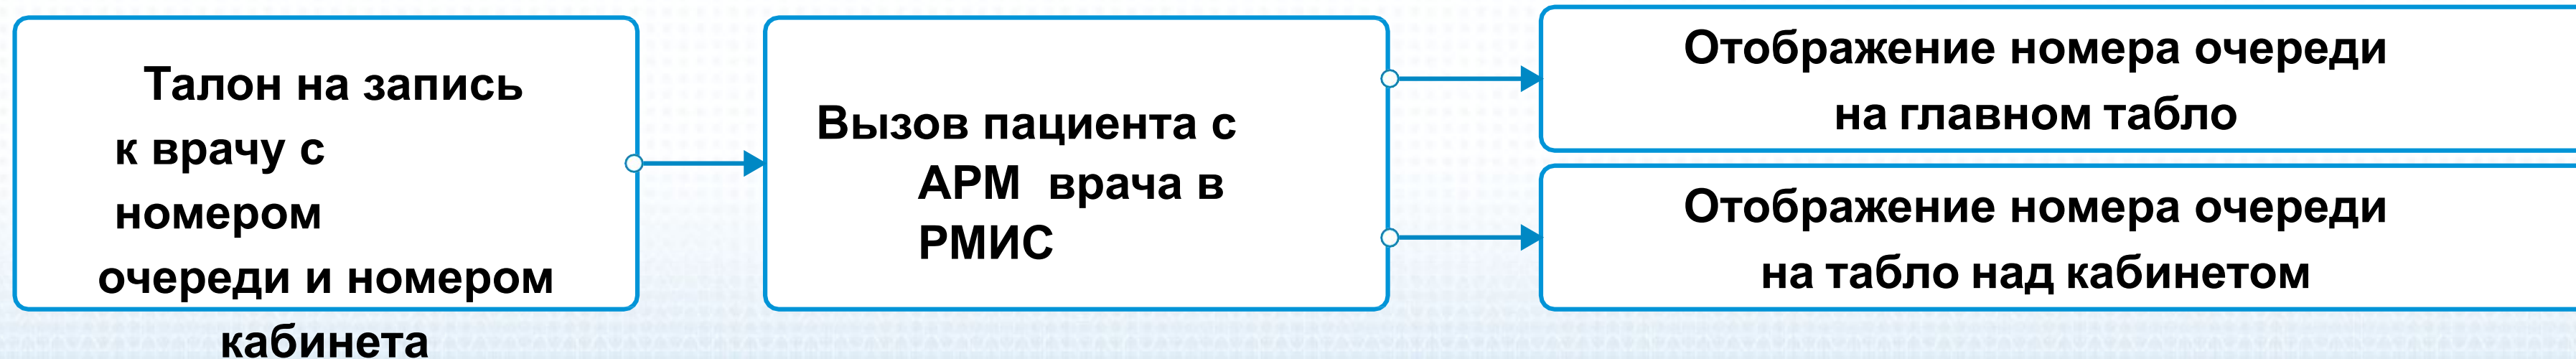 Талон на запись
к врачу с
номером
очереди и номером
кабинета
Вызов пациента с
АРМ врача в
РМИС
Отображение номера очереди
на главном табло
Отображение номера очереди
на табло над кабинетом